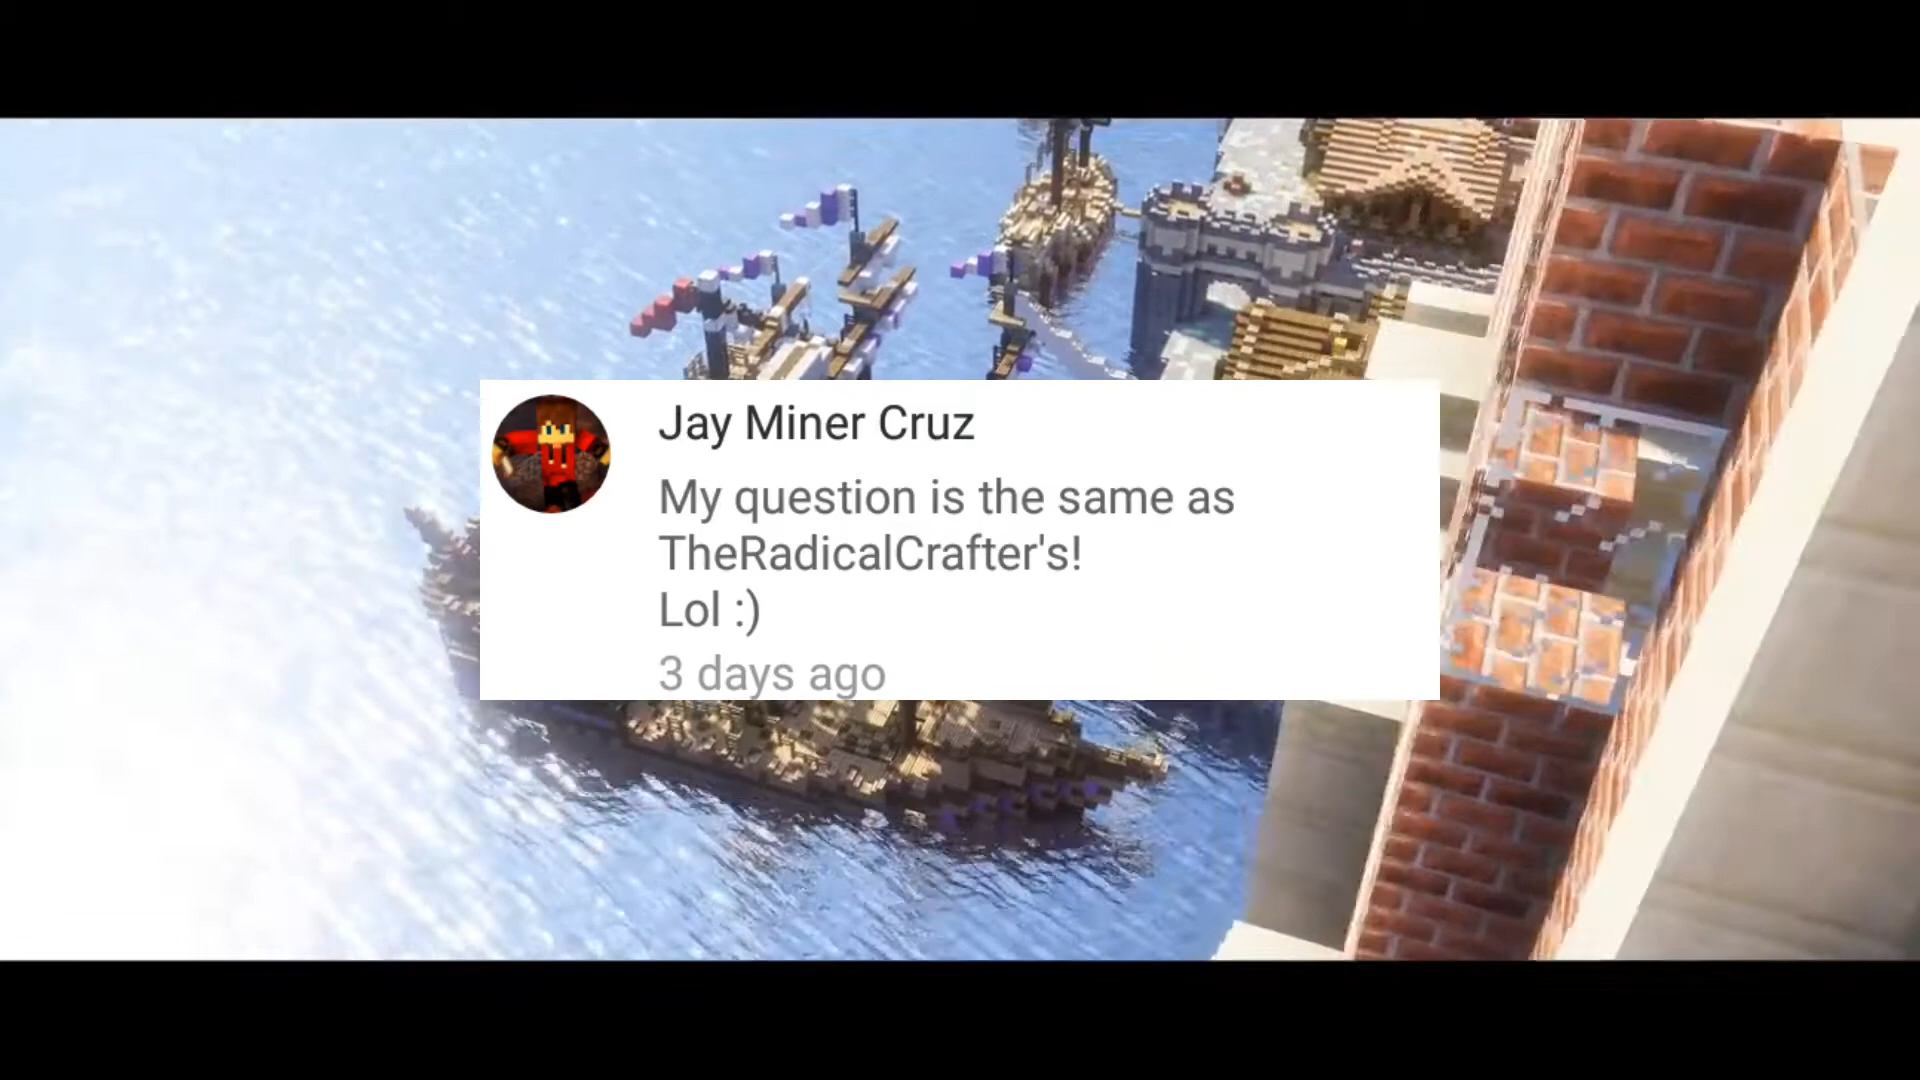 Jay Miner Cruz
My question is the same as
TheRadicalCrafter's!
Lol :)
3 days ago